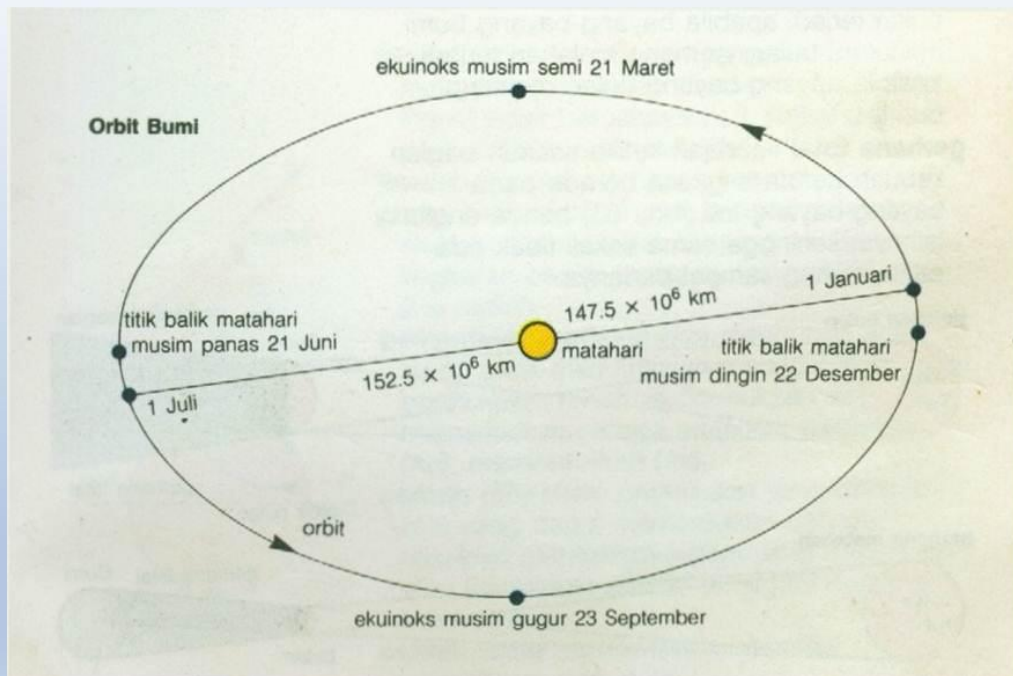 ekuinoks musim semi 21 Maret
Orbit Bumi
1 Januari
147.5 × 10⁶ km
titik balik matahari
musim panas 21 Juni
matahari
titik balik matahari
musim dingin 22 Desember
152.5 × 10⁶ km
1 Juli
orbit
ekuinoks musim gugur 23 September